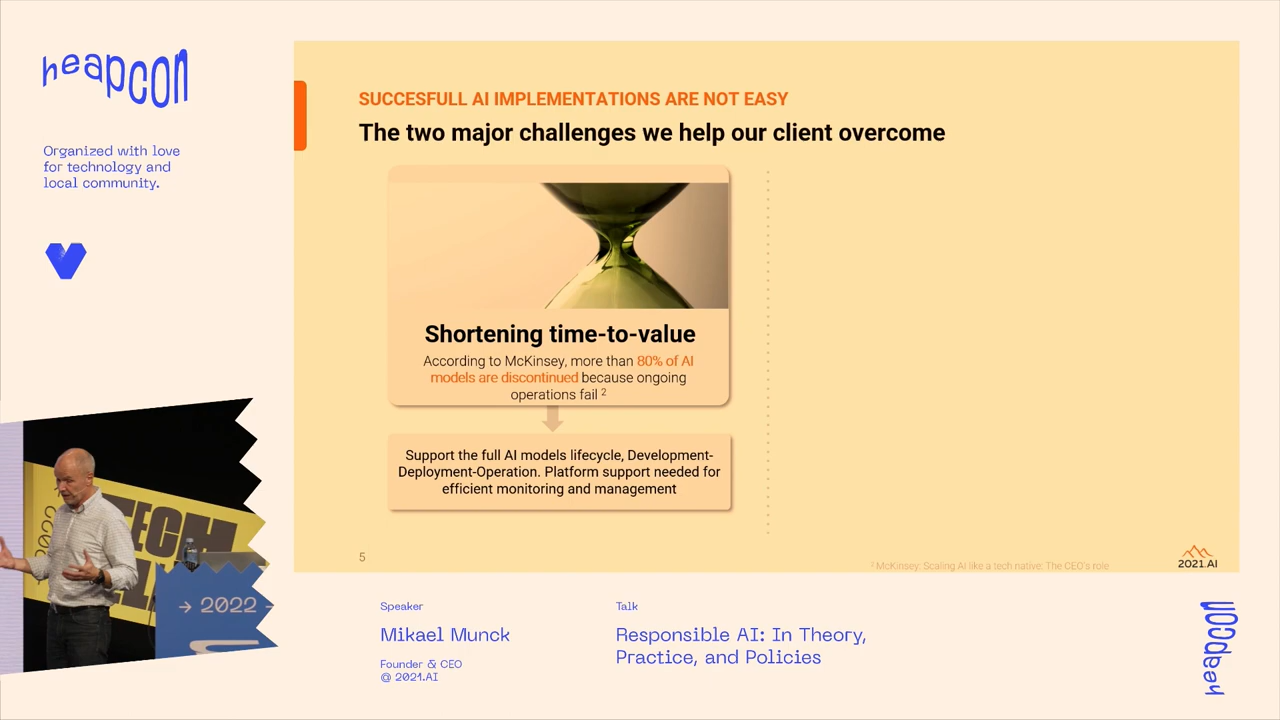 heapcon
Organized with love
for technology and
local community.
SUCCESFULL AI IMPLEMENTATIONS ARE NOT EASY
The two major challenges we help our client overcome
Shortening time-to-value
According to McKinsey, more than 80% of AI
models are discontinued because ongoing
operations fail ²
Support the full AI models lifecycle, Development-
Deployment-Operation. Platform support needed for
efficient monitoring and management
5
² McKinsey: Scaling AI like a tech native: The CEO's role
2021.AI
2022
TECH
→ 2022
Speaker
Mikael Munck
Founder & CEO
@ 2021.AI
Talk
Responsible AI: In Theory,
Practice, and Policies
heapcon